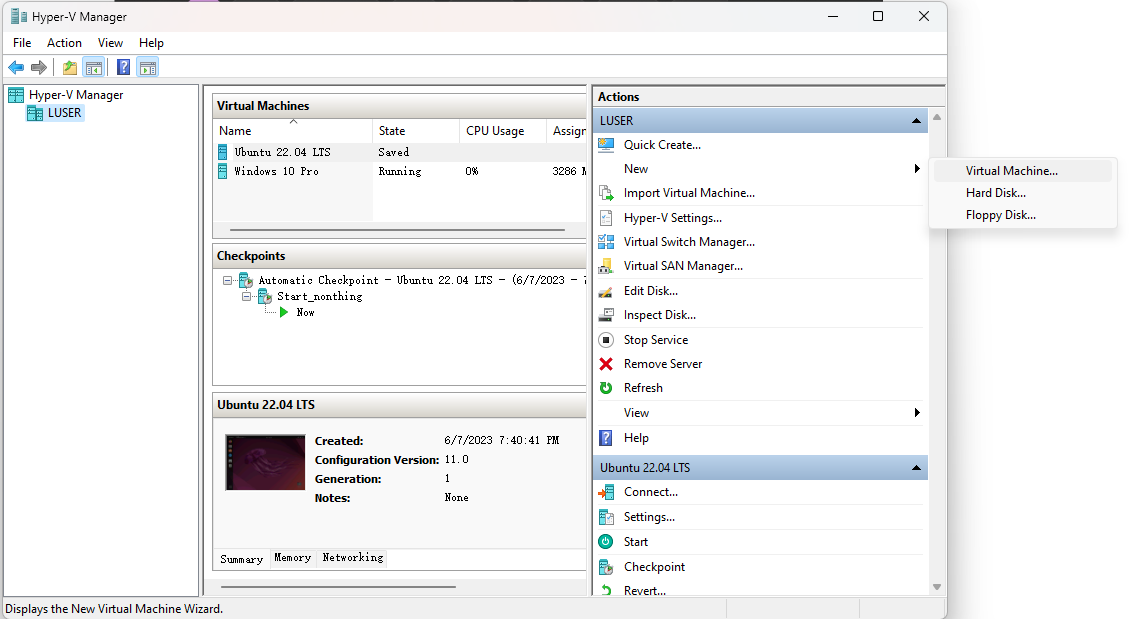 Hyper-V Manager
File Action View Help
Hyper-V Manager
LUSER
Virtual Machines
Name State CPU Usage Assign
Ubuntu 22.04 LTS Saved
Windows 10 Pro Running 0% 3286 M
Checkpoints
Automatic Checkpoint - Ubuntu 22.04 LTS - (6/7/2023 - 7
Start_nonthing
Now
Ubuntu 22.04 LTS
Created: 6/7/2023 7:40:41 PM
Configuration Version: 11.0
Generation: 1
Notes: None
Summary Memory Networking
Actions
LUSER
Quick Create...
New
Import Virtual Machine...
Hyper-V Settings...
Virtual Switch Manager...
Virtual SAN Manager...
Edit Disk...
Inspect Disk...
Stop Service
Remove Server
Refresh
View
Help
Ubuntu 22.04 LTS
Connect...
Settings...
Start
Checkpoint
Revert...
Virtual Machine...
Hard Disk...
Floppy Disk...
Displays the New Virtual Machine Wizard.